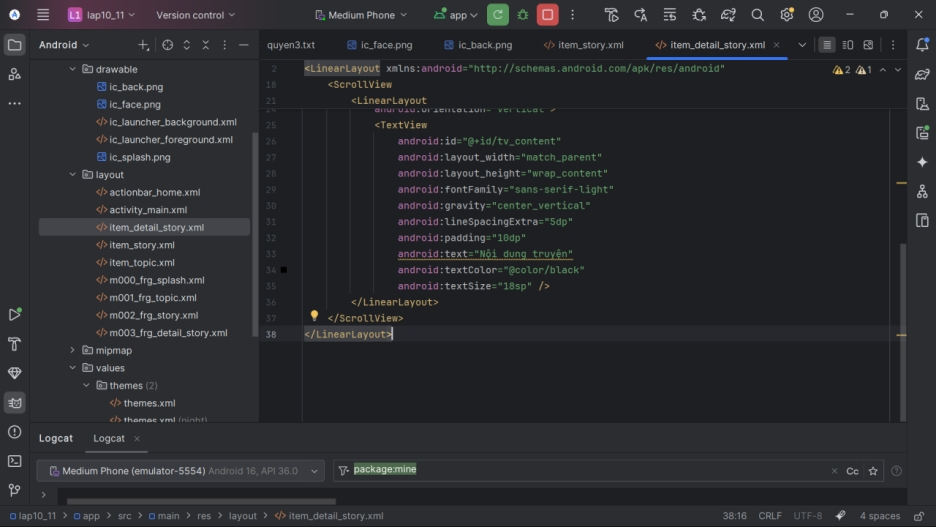 L1 lap10_11
Version control
Medium Phone
app
Android
quyen3.txt
ic_face.png
ic_back.png
item_story.xml
item_detail_story.xml
drawable
ic_back.png
ic_face.png
ic_launcher_background.xml
ic_launcher_foreground.xml
ic_splash.png
layout
actionbar_home.xml
activity_main.xml
item_detail_story.xml
item_story.xml
item_topic.xml
m000_frg_splash.xml
m001_frg_topic.xml
m002_frg_story.xml
m003_frg_detail_story.xml
mipmap
values
themes (2)
themes.xml
themes.xml (night)
2 <LinearLayout xmlns:android="http://schemas.android.com/apk/res/android"
2 1
18 <ScrollView
21 <LinearLayout
24 android:orientation="vertical">
25 <TextView
26 android:id="@+id/tv_content"
27 android:layout_width="match_parent"
28 android:layout_height="wrap_content"
29 android:fontFamily="sans-serif-light"
30 android:gravity="center_vertical"
31 android:lineSpacingExtra="5dp"
32 android:padding="10dp"
33 android:text="Nội dung truyện"
34 android:textColor="@color/black"
35 android:textSize="18sp" />
36 </LinearLayout>
37 </ScrollView>
38 </LinearLayout>
Logcat
Logcat
Medium Phone (emulator-5554) Android 16, API 36.0
package:mine
Cc
lap10_11 > app > src > main > res > layout > item_detail_story.xml
38:16 CRLF UTF-8 4 spaces